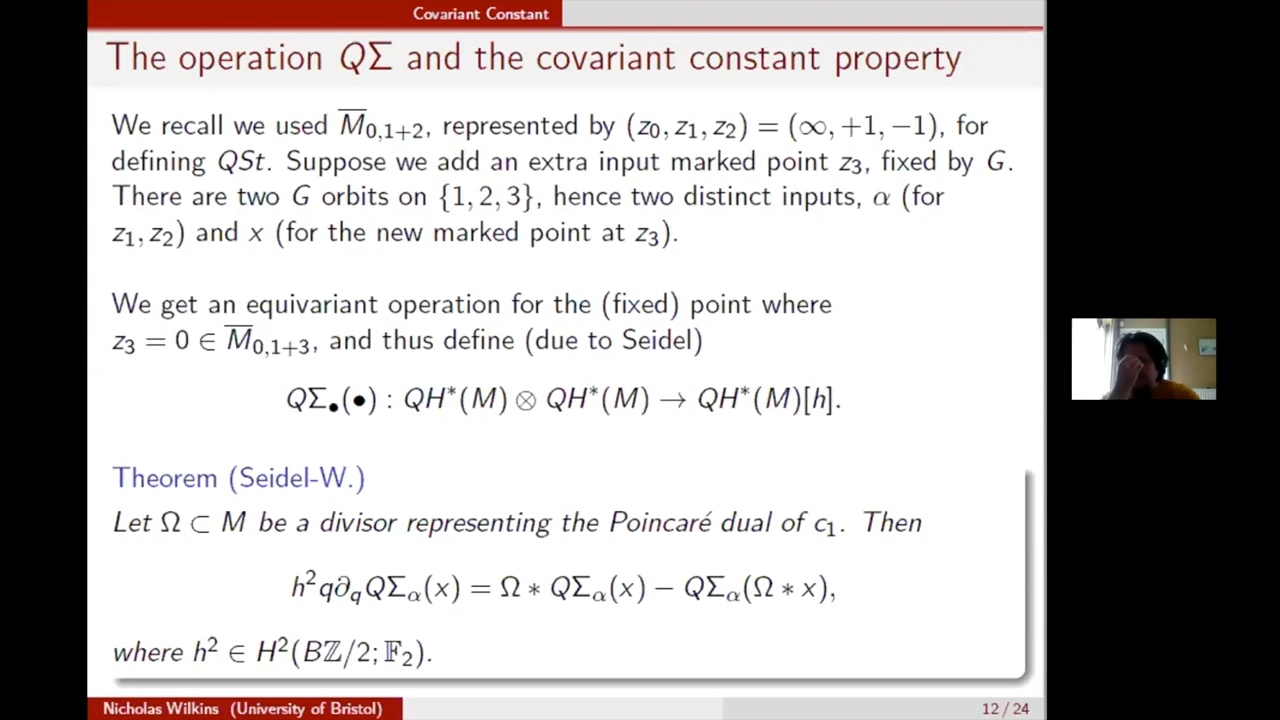 Covariant Constant
The operation QΣ and the covariant constant property
We recall we used M̅₀,₁₊₂, represented by (z₀, z₁, z₂) = (∞, +1, −1), for
defining QSt. Suppose we add an extra input marked point z₃, fixed by G.
There are two G orbits on {1, 2, 3}, hence two distinct inputs, α (for
z₁, z₂) and x (for the new marked point at z₃).
We get an equivariant operation for the (fixed) point where
z₃ = 0 ∈ M̅₀,₁₊₃, and thus define (due to Seidel)
QΣ•(•) : QH*(M) ⊗ QH*(M) → QH*(M)[h].
Theorem (Seidel-W.)
Let Ω ⊂ M be a divisor representing the Poincaré dual of c₁. Then
h²q∂_qQΣ_α(x) = Ω ∗ QΣ_α(x) − QΣ_α(Ω ∗ x),
where h² ∈ H²(Bℤ/2; 𝔽₂).
Nicholas Wilkins (University of Bristol)
12 / 24